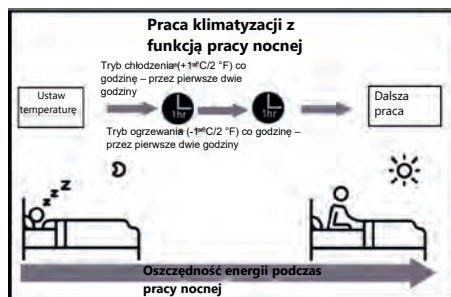 Praca klimatyzacji z
funkcją pracy nocnej
Tryb chłodzenia (+1°C/2 °F) co
godzinę – przez pierwsze dwie
godziny
Ustaw
temperaturę
1hr
1hr
Dalsza
praca
Tryb ogrzewania (-1°C/2 °F) co godzinę –
przez pierwsze dwie godziny
z z z z
Oszczędność energii podczas
pracy nocnej